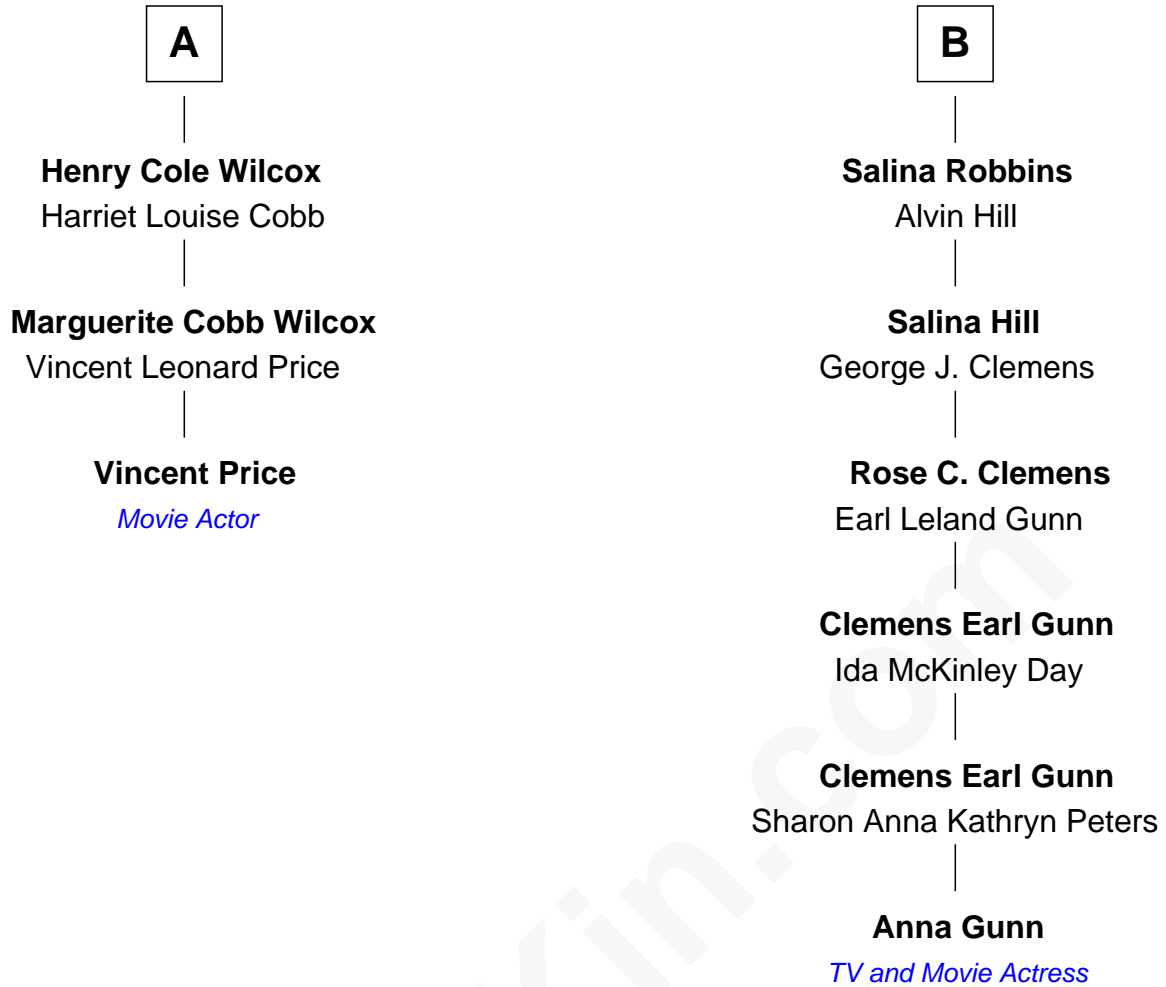 A
Henry Cole Wilcox
Harriet Louise Cobb
Marguerite Cobb Wilcox
Vincent Leonard Price
Vincent Price
Movie Actor
B
Salina Robbins
Alvin Hill
Salina Hill
George J. Clemens
Rose C. Clemens
Earl Leland Gunn
Clemens Earl Gunn
Ida McKinley Day
Clemens Earl Gunn
Sharon Anna Kathryn Peters
Anna Gunn
TV and Movie Actress
Kin.com